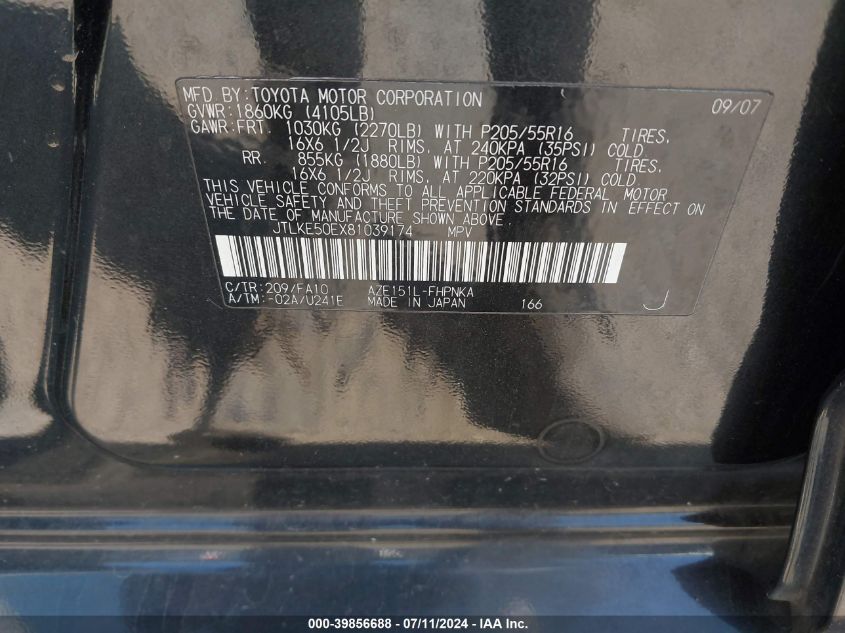 MFD BY: TOYOTA MOTOR CORPORATION 09/07
GVWR: 1860KG (4105LB)
GAWR: FRT. 1030KG (2270LB) WITH P205/55R16 TIRES,
16X6 1/2J RIMS, AT 240KPA (35PSI) COLD
RR. 855KG (1880LB) WITH P205/55R16 TIRES,
16X6 1/2J RIMS, AT 220KPA (32PSI) COLD
THIS VEHICLE CONFORMS TO ALL APPLICABLE FEDERAL MOTOR
VEHICLE SAFETY AND THEFT PREVENTION STANDARDS IN EFFECT ON
THE DATE OF MANUFACTURE SHOWN ABOVE.
JTLKE50EX81039174 MPV
C/TR: 209/FA10 AZE151L-FHPNKA
A/TM: -02A/U241E MADE IN JAPAN 166 J
000-39856688 - 07/11/2024 - IAA Inc.